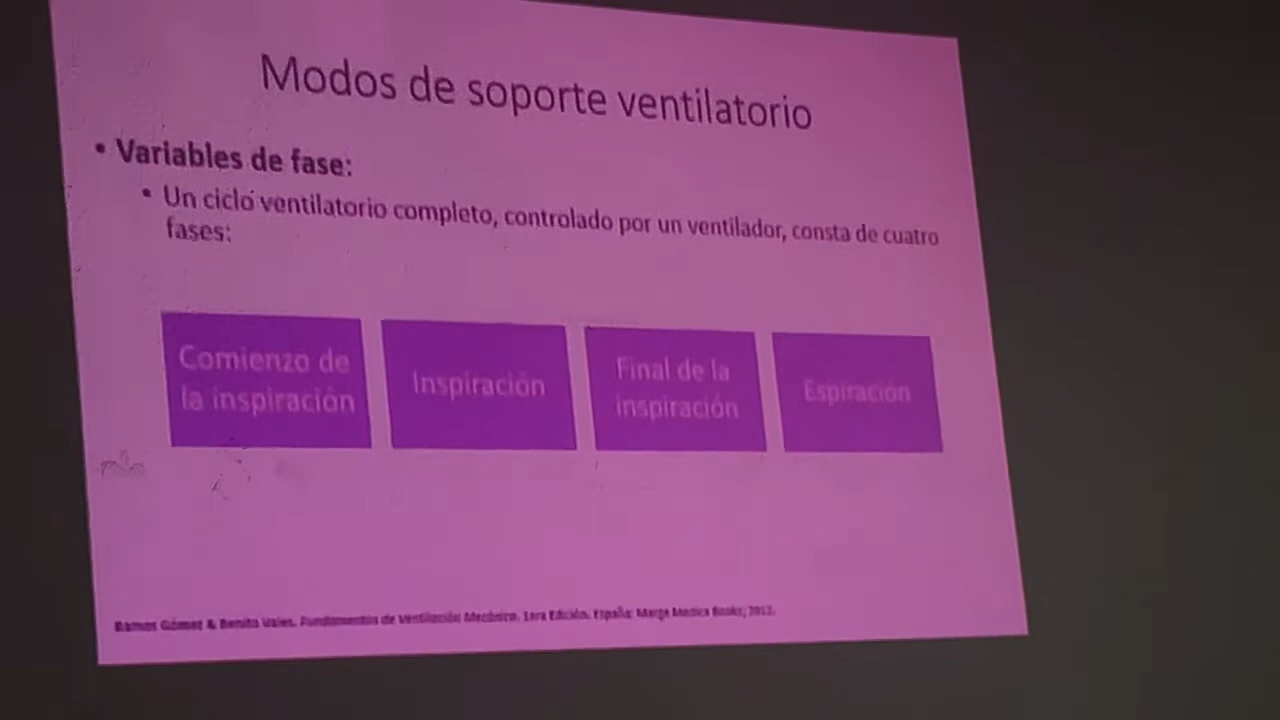 Modos de soporte ventilatorio
• Variables de fase:
• Un ciclo ventilatorio completo, controlado por un ventilador, consta de cuatro
fases:
Comienzo de
la inspiración
Inspiración
Final de la
inspiración
Espiración
Ramos Gómez & Benito Vales. Fundamentos de Ventilación Mecánica. 1era Edición. España: Marge Medica Books; 2012.